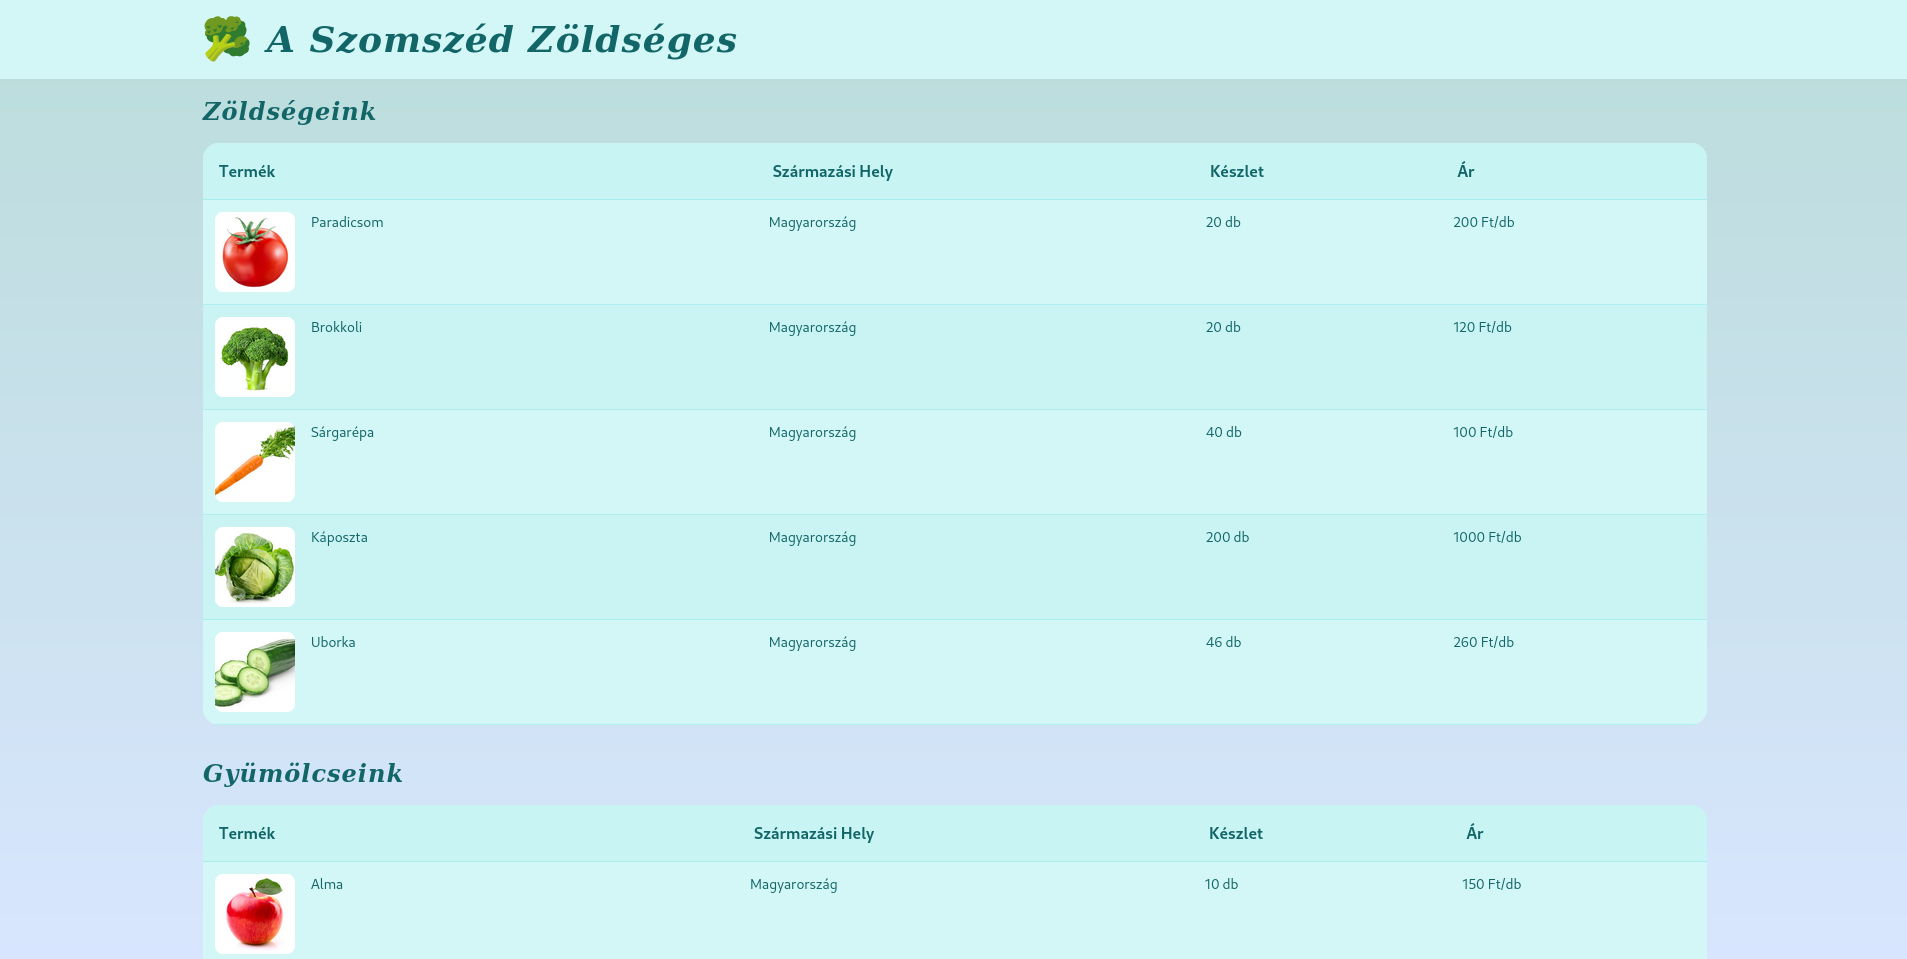 A Szomszéd Zöldséges
Zöldségeink
Termék Származási Hely Készlet Ár
Paradicsom Magyarország 20 db 200 Ft/db
Brokkoli Magyarország 20 db 120 Ft/db
Sárgarépa Magyarország 40 db 100 Ft/db
Káposzta Magyarország 200 db 1000 Ft/db
Uborka Magyarország 46 db 260 Ft/db
Gyümölcseink
Termék Származási Hely Készlet Ár
Alma Magyarország 10 db 150 Ft/db